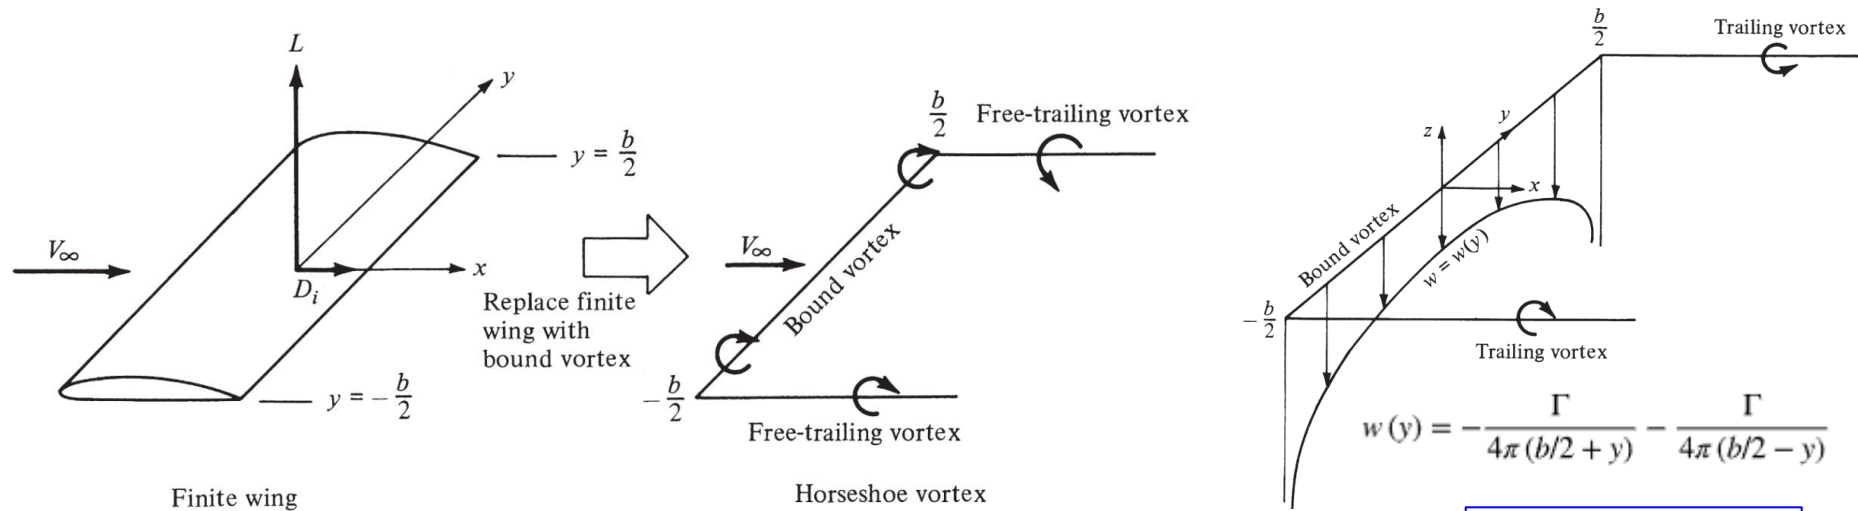 L
y
y = b/2
V∞
x
D_i
y = - b/2
Finite wing
Replace finite
wing with
bound vortex
b/2
Free-trailing vortex
V∞
Bound vortex
- b/2
Free-trailing vortex
Horseshoe vortex
b/2
Trailing vortex
z
y
x
Bound vortex
w = w(y)
- b/2
Trailing vortex
w (y) = - Γ/4π (b/2 + y) - Γ/4π (b/2 − y)